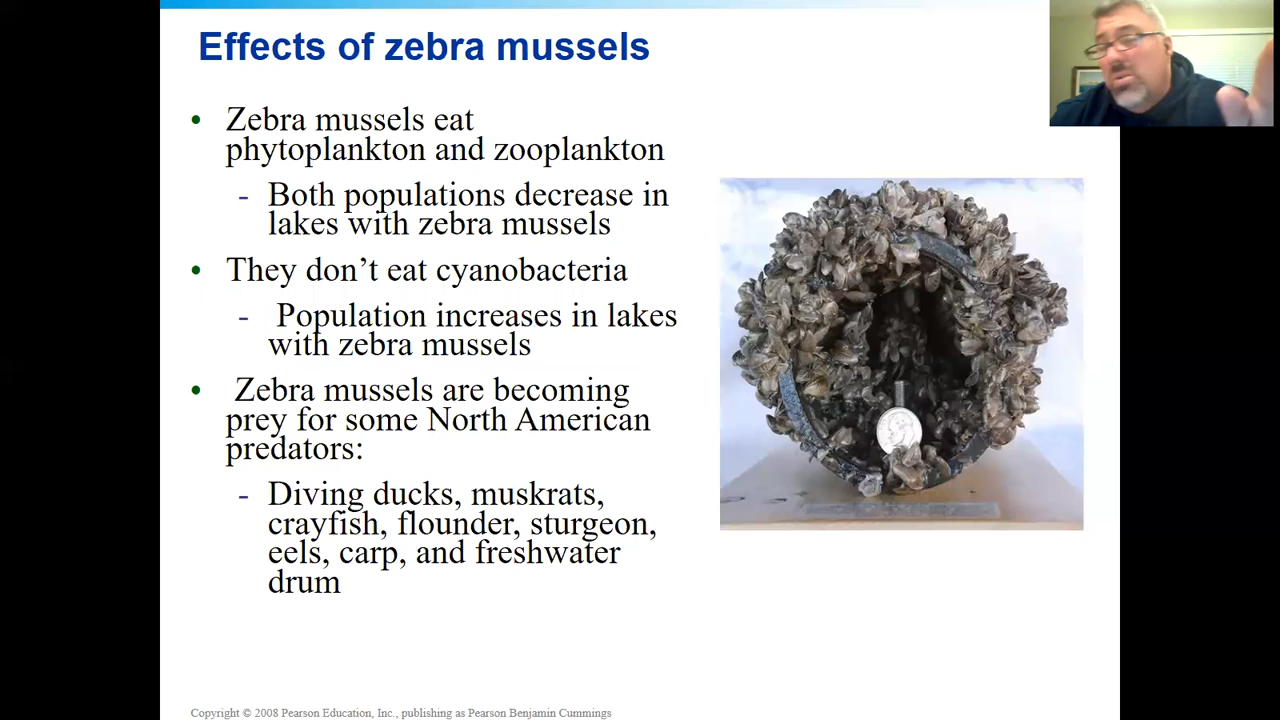 Effects of zebra mussels
• Zebra mussels eat
phytoplankton and zooplankton
- Both populations decrease in
lakes with zebra mussels
• They don’t eat cyanobacteria
- Population increases in lakes
with zebra mussels
• Zebra mussels are becoming
prey for some North American
predators:
- Diving ducks, muskrats,
crayfish, flounder, sturgeon,
eels, carp, and freshwater
drum
Copyright © 2008 Pearson Education, Inc., publishing as Pearson Benjamin Cummings